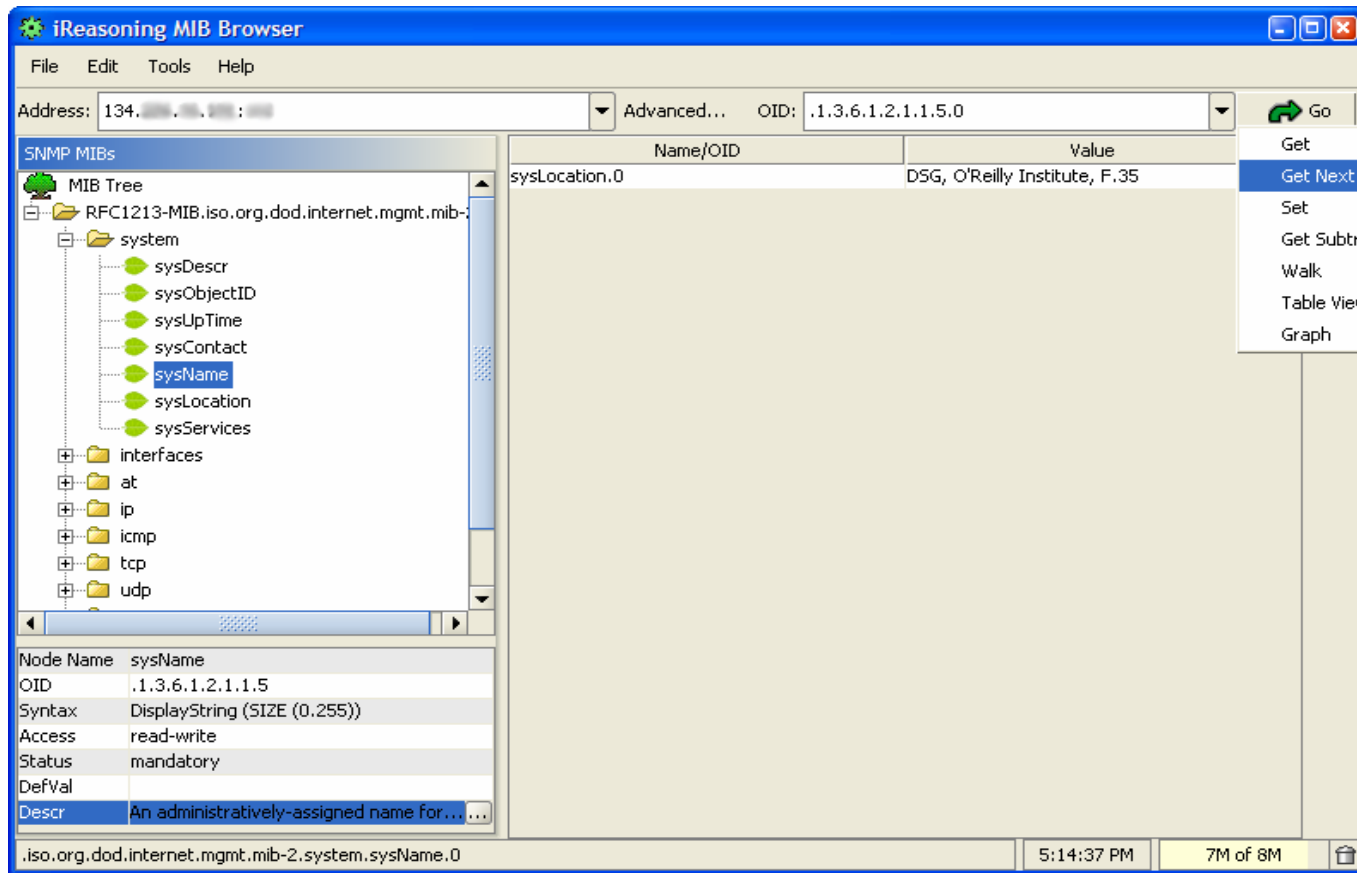 iReasoning MIB Browser
File Edit Tools Help
Address: 134. Advanced... OID: .1.3.6.1.2.1.1.5.0 Go
SNMP MIBs
MIB Tree
RFC1213-MIB.iso.org.dod.internet.mgmt.mib-2
system
sysDescr
sysObjectID
sysUpTime
sysContact
sysName
sysLocation
sysServices
interfaces
at
ip
icmp
tcp
udp
Name/OID Value
sysLocation.0 DSG, O'Reilly Institute, F.35
Get
Get Next
Set
Get Subtr
Walk
Table Vie
Graph
Node Name sysName
OID .1.3.6.1.2.1.1.5
Syntax DisplayString (SIZE (0.255))
Access read-write
Status mandatory
DefVal
Descr An administratively-assigned name for... ...
.iso.org.dod.internet.mgmt.mib-2.system.sysName.0 5:14:37 PM 7M of 8M